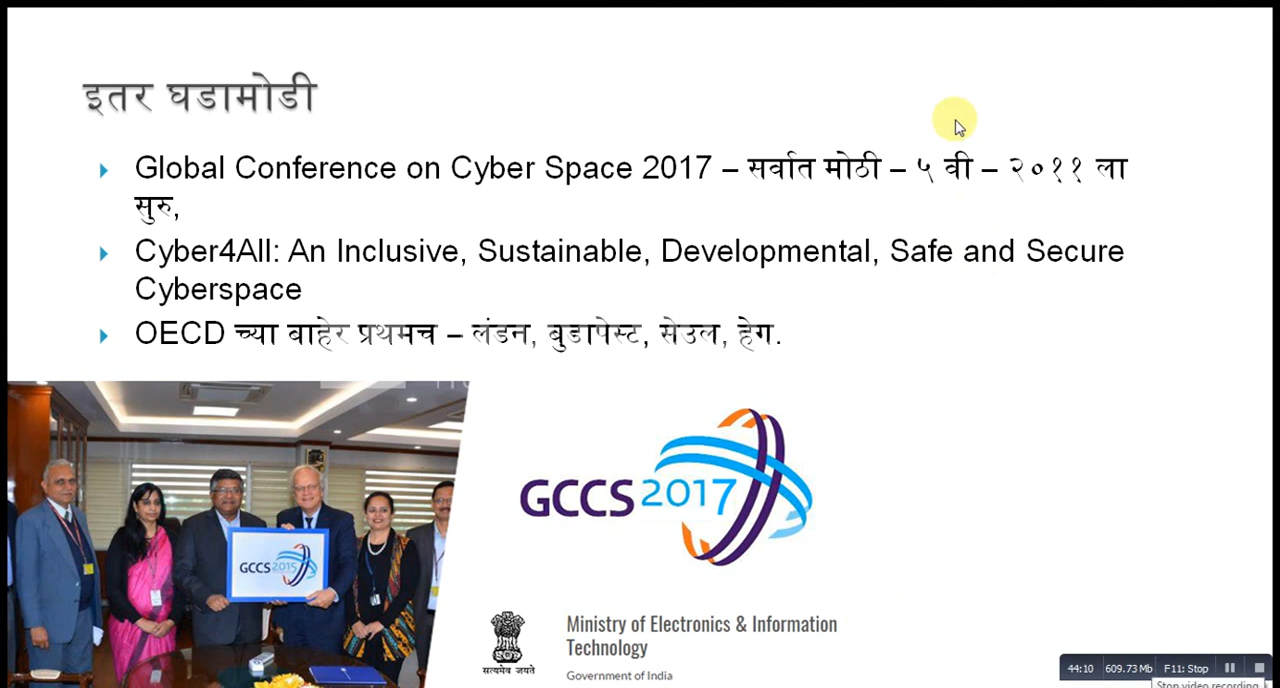 इतर घडामोडी
Global Conference on Cyber Space 2017 – सर्वात मोठी – ५ वी – २०११ ला
सुरु,
Cyber4All: An Inclusive, Sustainable, Developmental, Safe and Secure
Cyberspace
OECD च्या बाहेर प्रथमच – लंडन, बुडापेस्ट, सेउल, हेग.
GCCS 2017
GCCS 2015
Ministry of Electronics & Information
Technology
सत्यमेव जयते
Government of India
44:10 609.73 Mb F11: Stop
Stop video recording